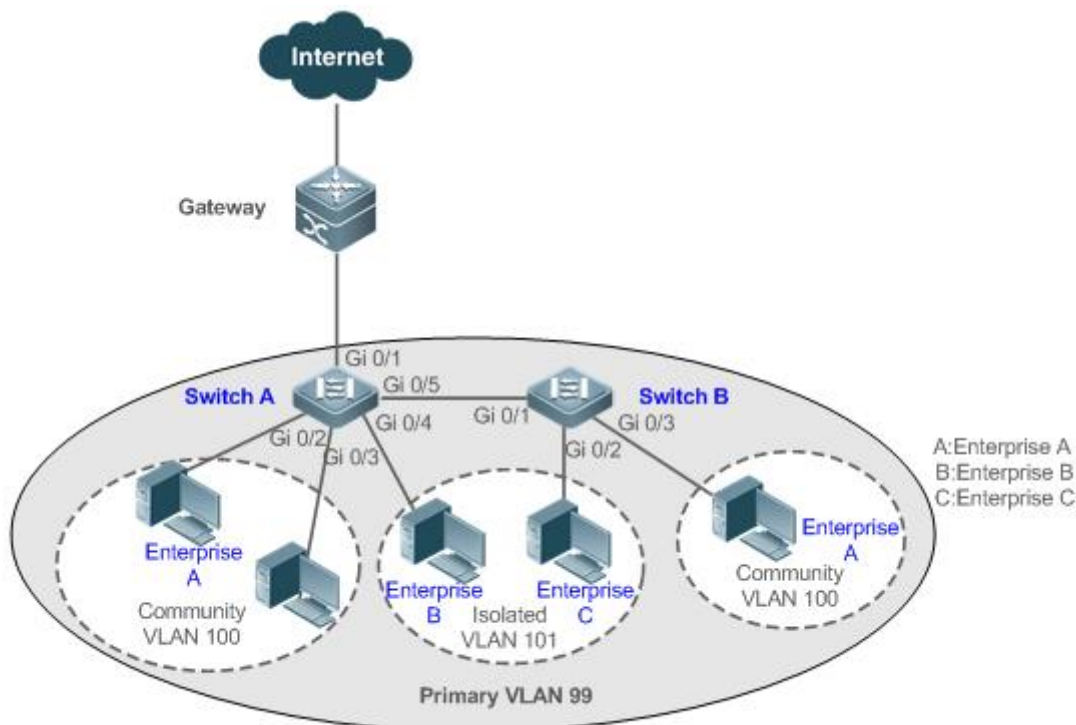 Internet
Gateway
Gi 0/1
Switch A
Gi 0/5
Switch B
Gi 0/4
Gi 0/1
Gi 0/3
Gi 0/2
Gi 0/3
Gi 0/2
A:Enterprise A
B:Enterprise B
C:Enterprise C
Enterprise
A
Community
VLAN 100
Enterprise
B
Isolated
VLAN 101
Enterprise
C
Enterprise
A
Community
VLAN 100
Primary VLAN 99